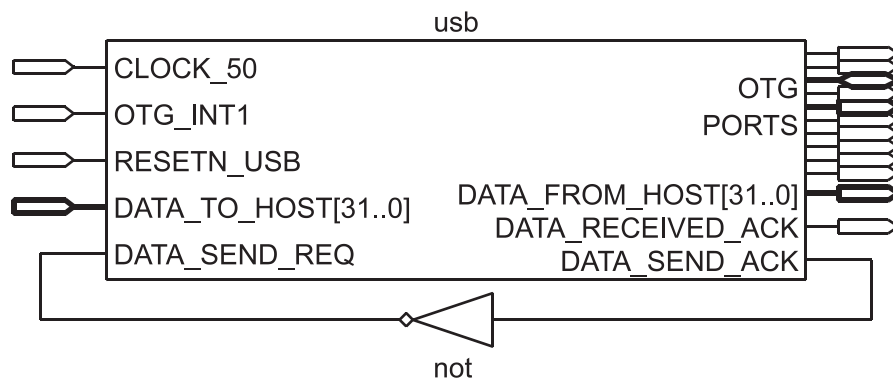 usb
CLOCK_50
OTG_INT1
RESETN_USB
DATA_TO_HOST[31..0]
DATA_SEND_REQ
OTG
PORTS
DATA_FROM_HOST[31..0]
DATA_RECEIVED_ACK
DATA_SEND_ACK
not